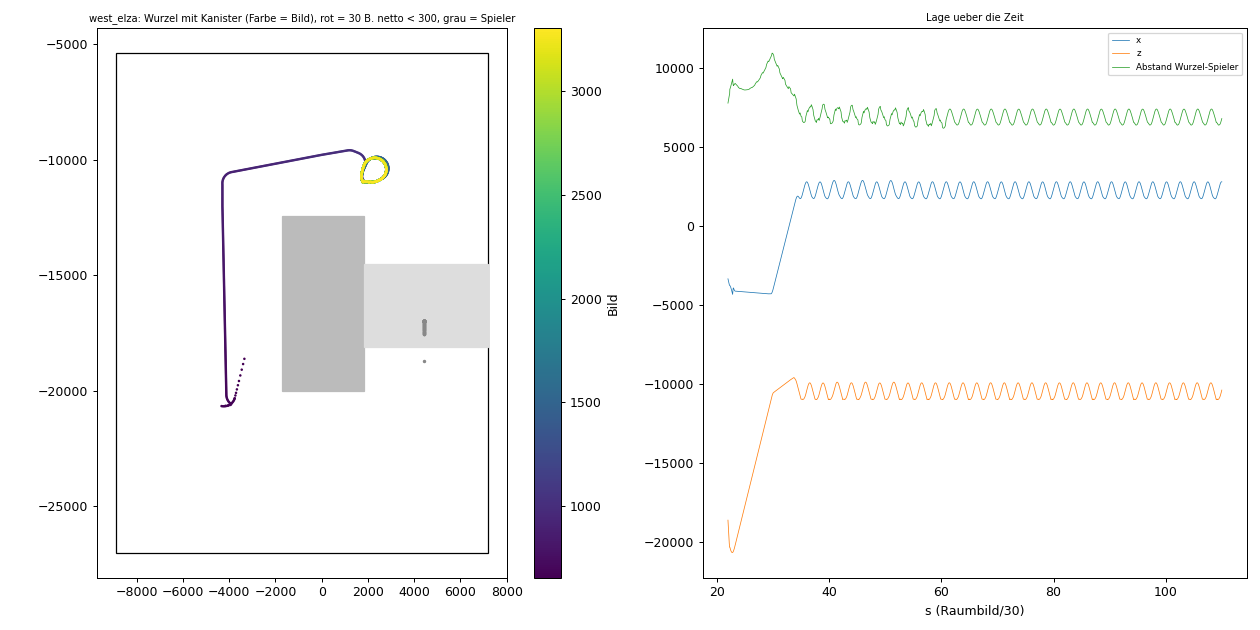 west_elza: Wurzel mit Kanister (Farbe = Bild), rot = 30 B. netto < 300, grau = Spieler
−5000
−10000
−15000
−20000
−25000
−8000 −6000 −4000 −2000 0 2000 4000 6000 8000
3000
2500
2000
1500
1000
Bild
Lage ueber die Zeit
x
z
Abstand Wurzel-Spieler
10000
5000
0
−5000
−10000
−15000
−20000
20 40 60 80 100
s (Raumbild/30)